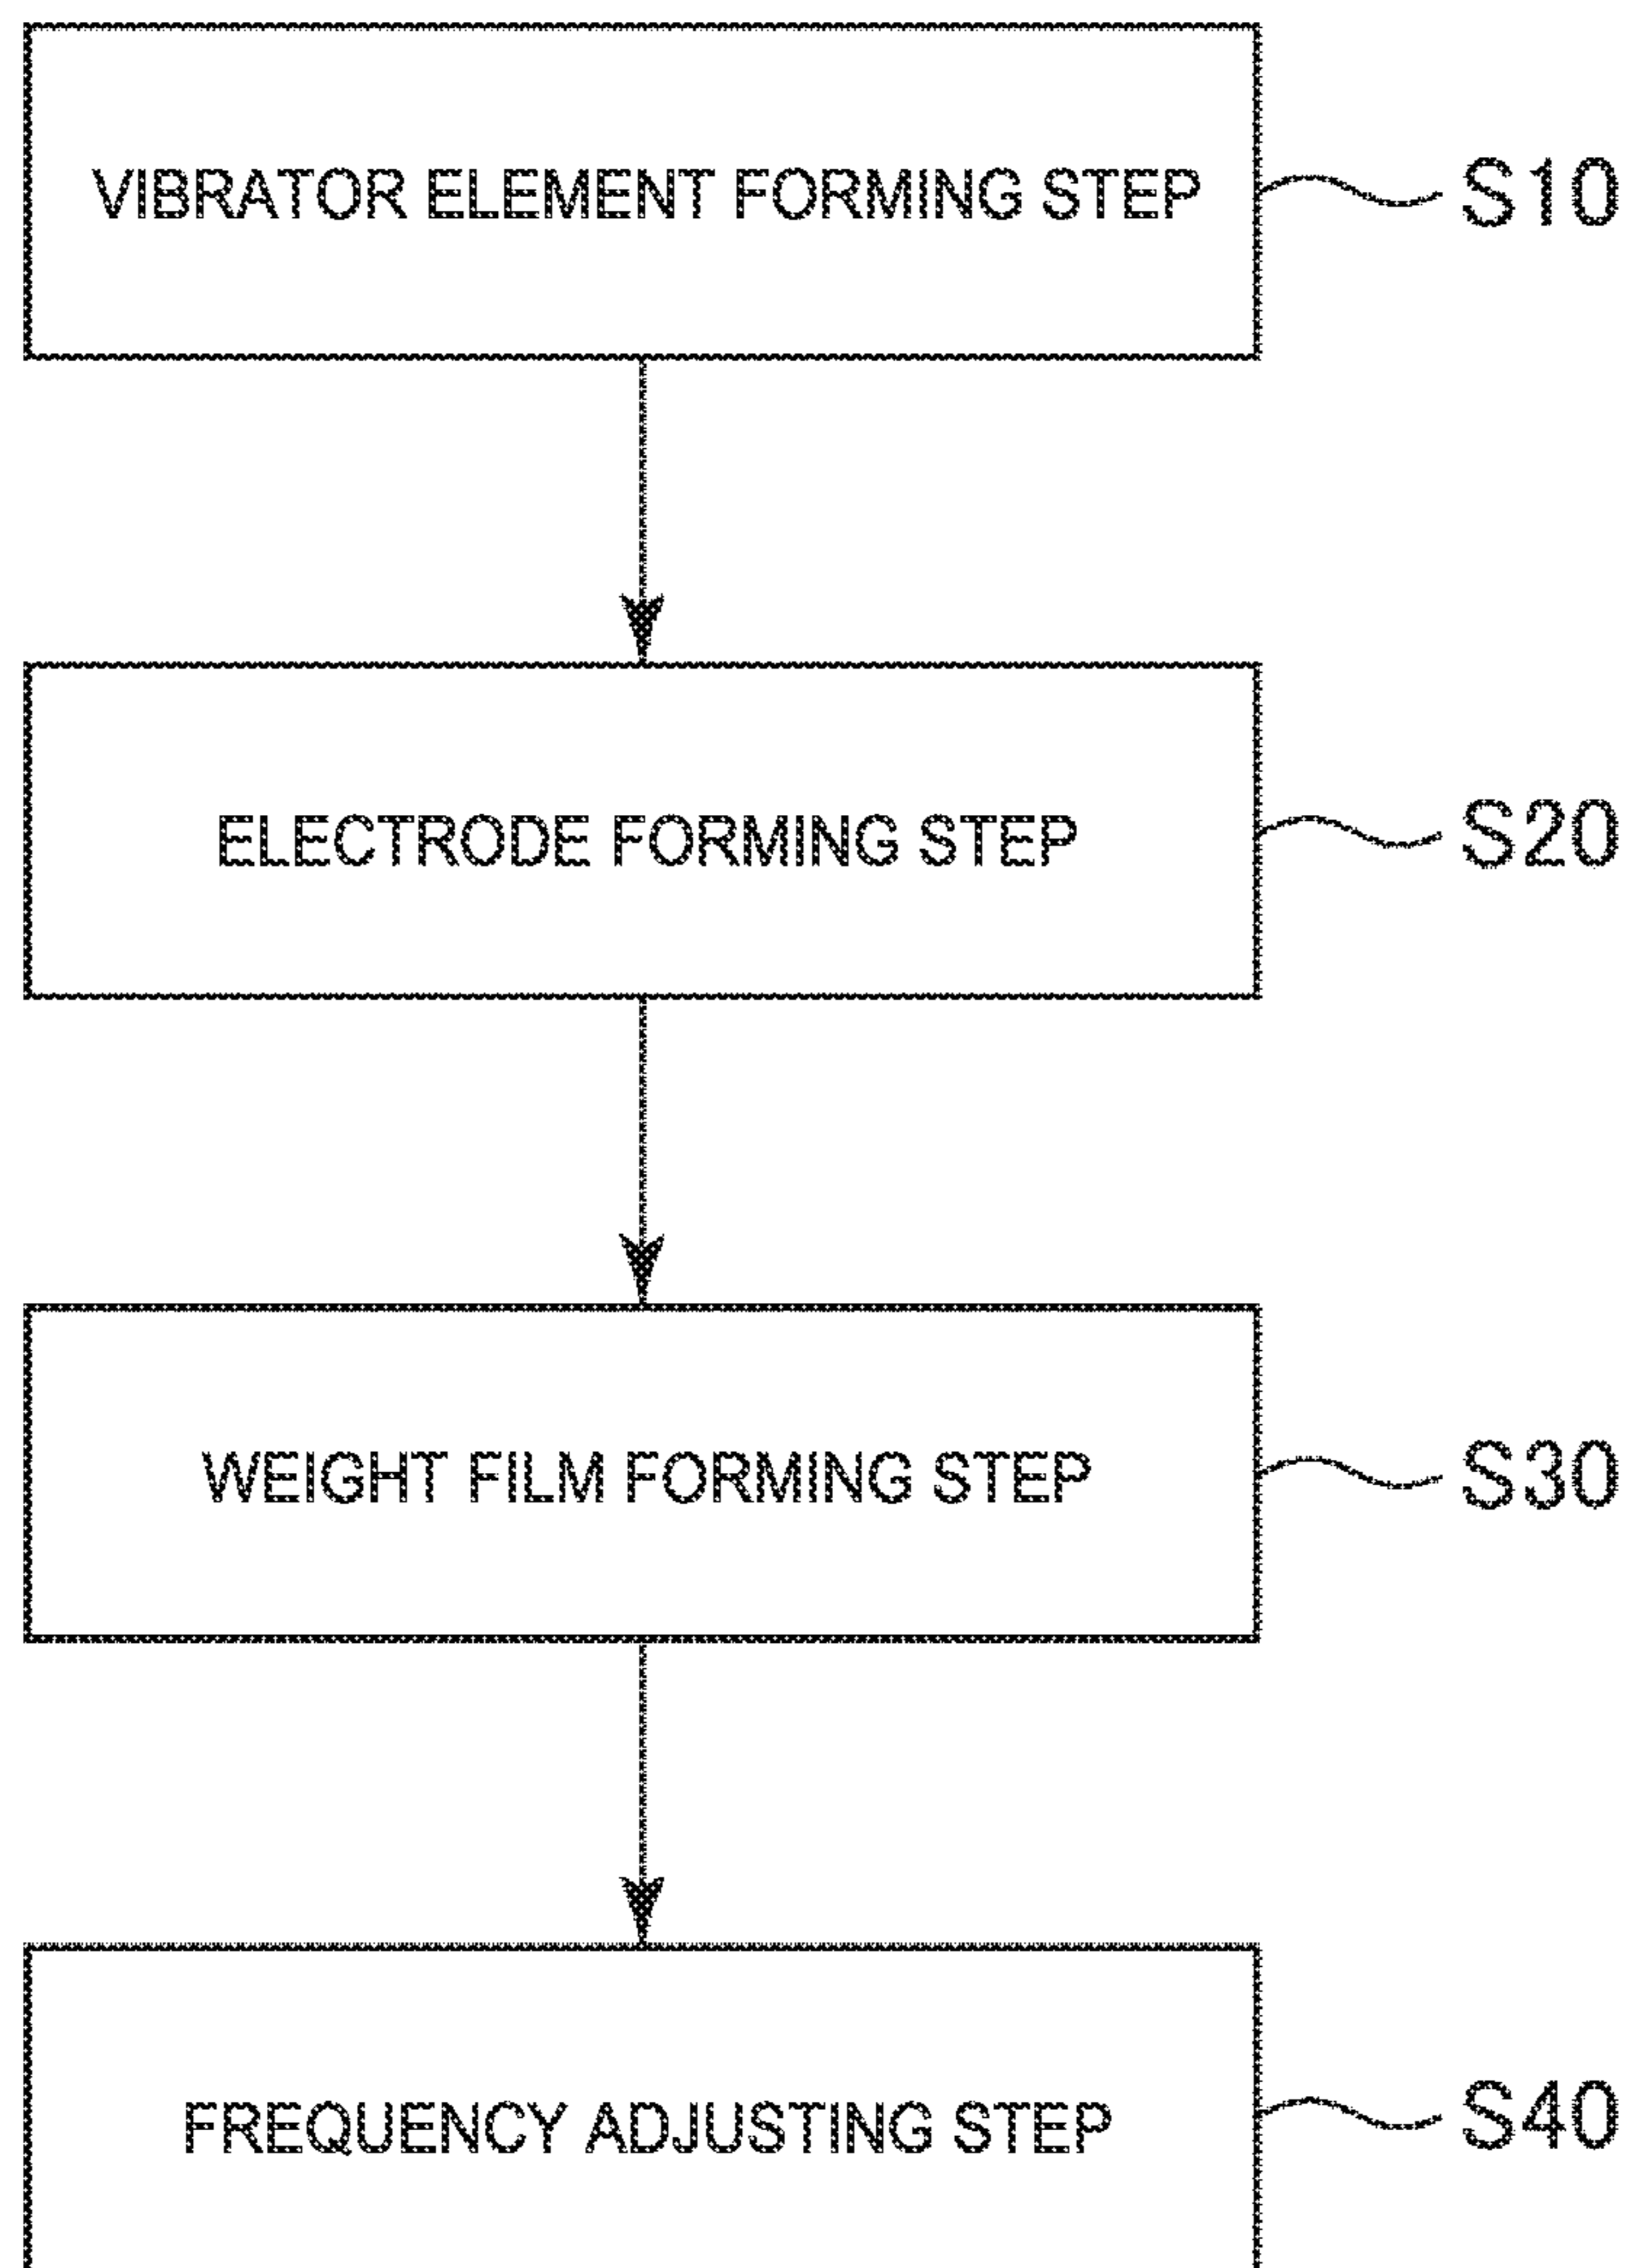 VIBRATOR ELEMENT FORMING STEP S10
ELECTRODE FORMING STEP S20
WEIGHT FILM FORMING STEP S30
FREQUENCY ADJUSTING STEP S40